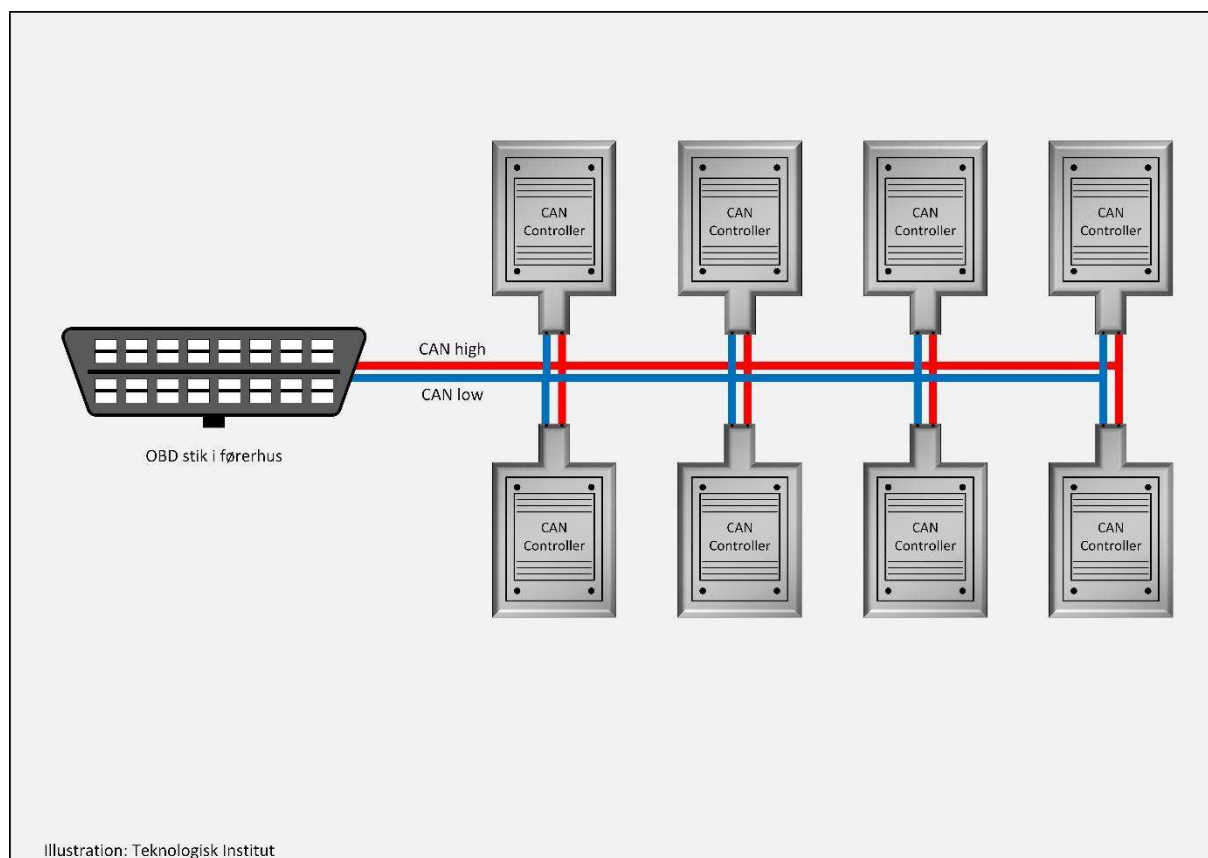 CAN
Controller
CAN
Controller
CAN
Controller
CAN
Controller
CAN high
CAN low
OBD stik i førerhus
CAN
Controller
CAN
Controller
CAN
Controller
CAN
Controller
Illustration: Teknologisk Institut